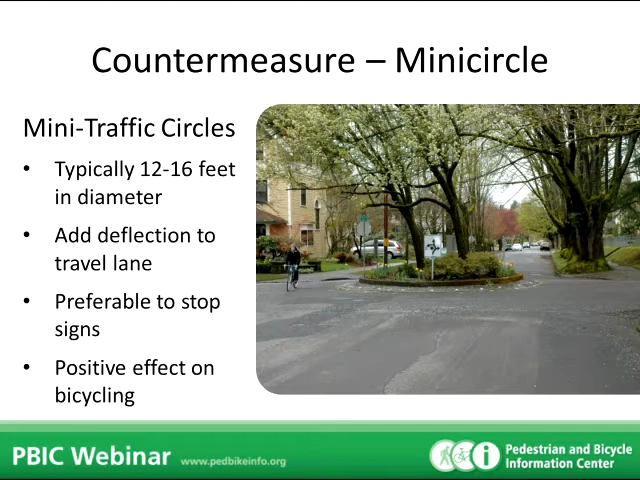 Countermeasure – Minicircle
Mini-Traffic Circles
• Typically 12-16 feet
in diameter
• Add deflection to
travel lane
• Preferable to stop
signs
• Positive effect on
bicycling
PBIC Webinar www.pedbikeinfo.org
Pedestrian and Bicycle
Information Center